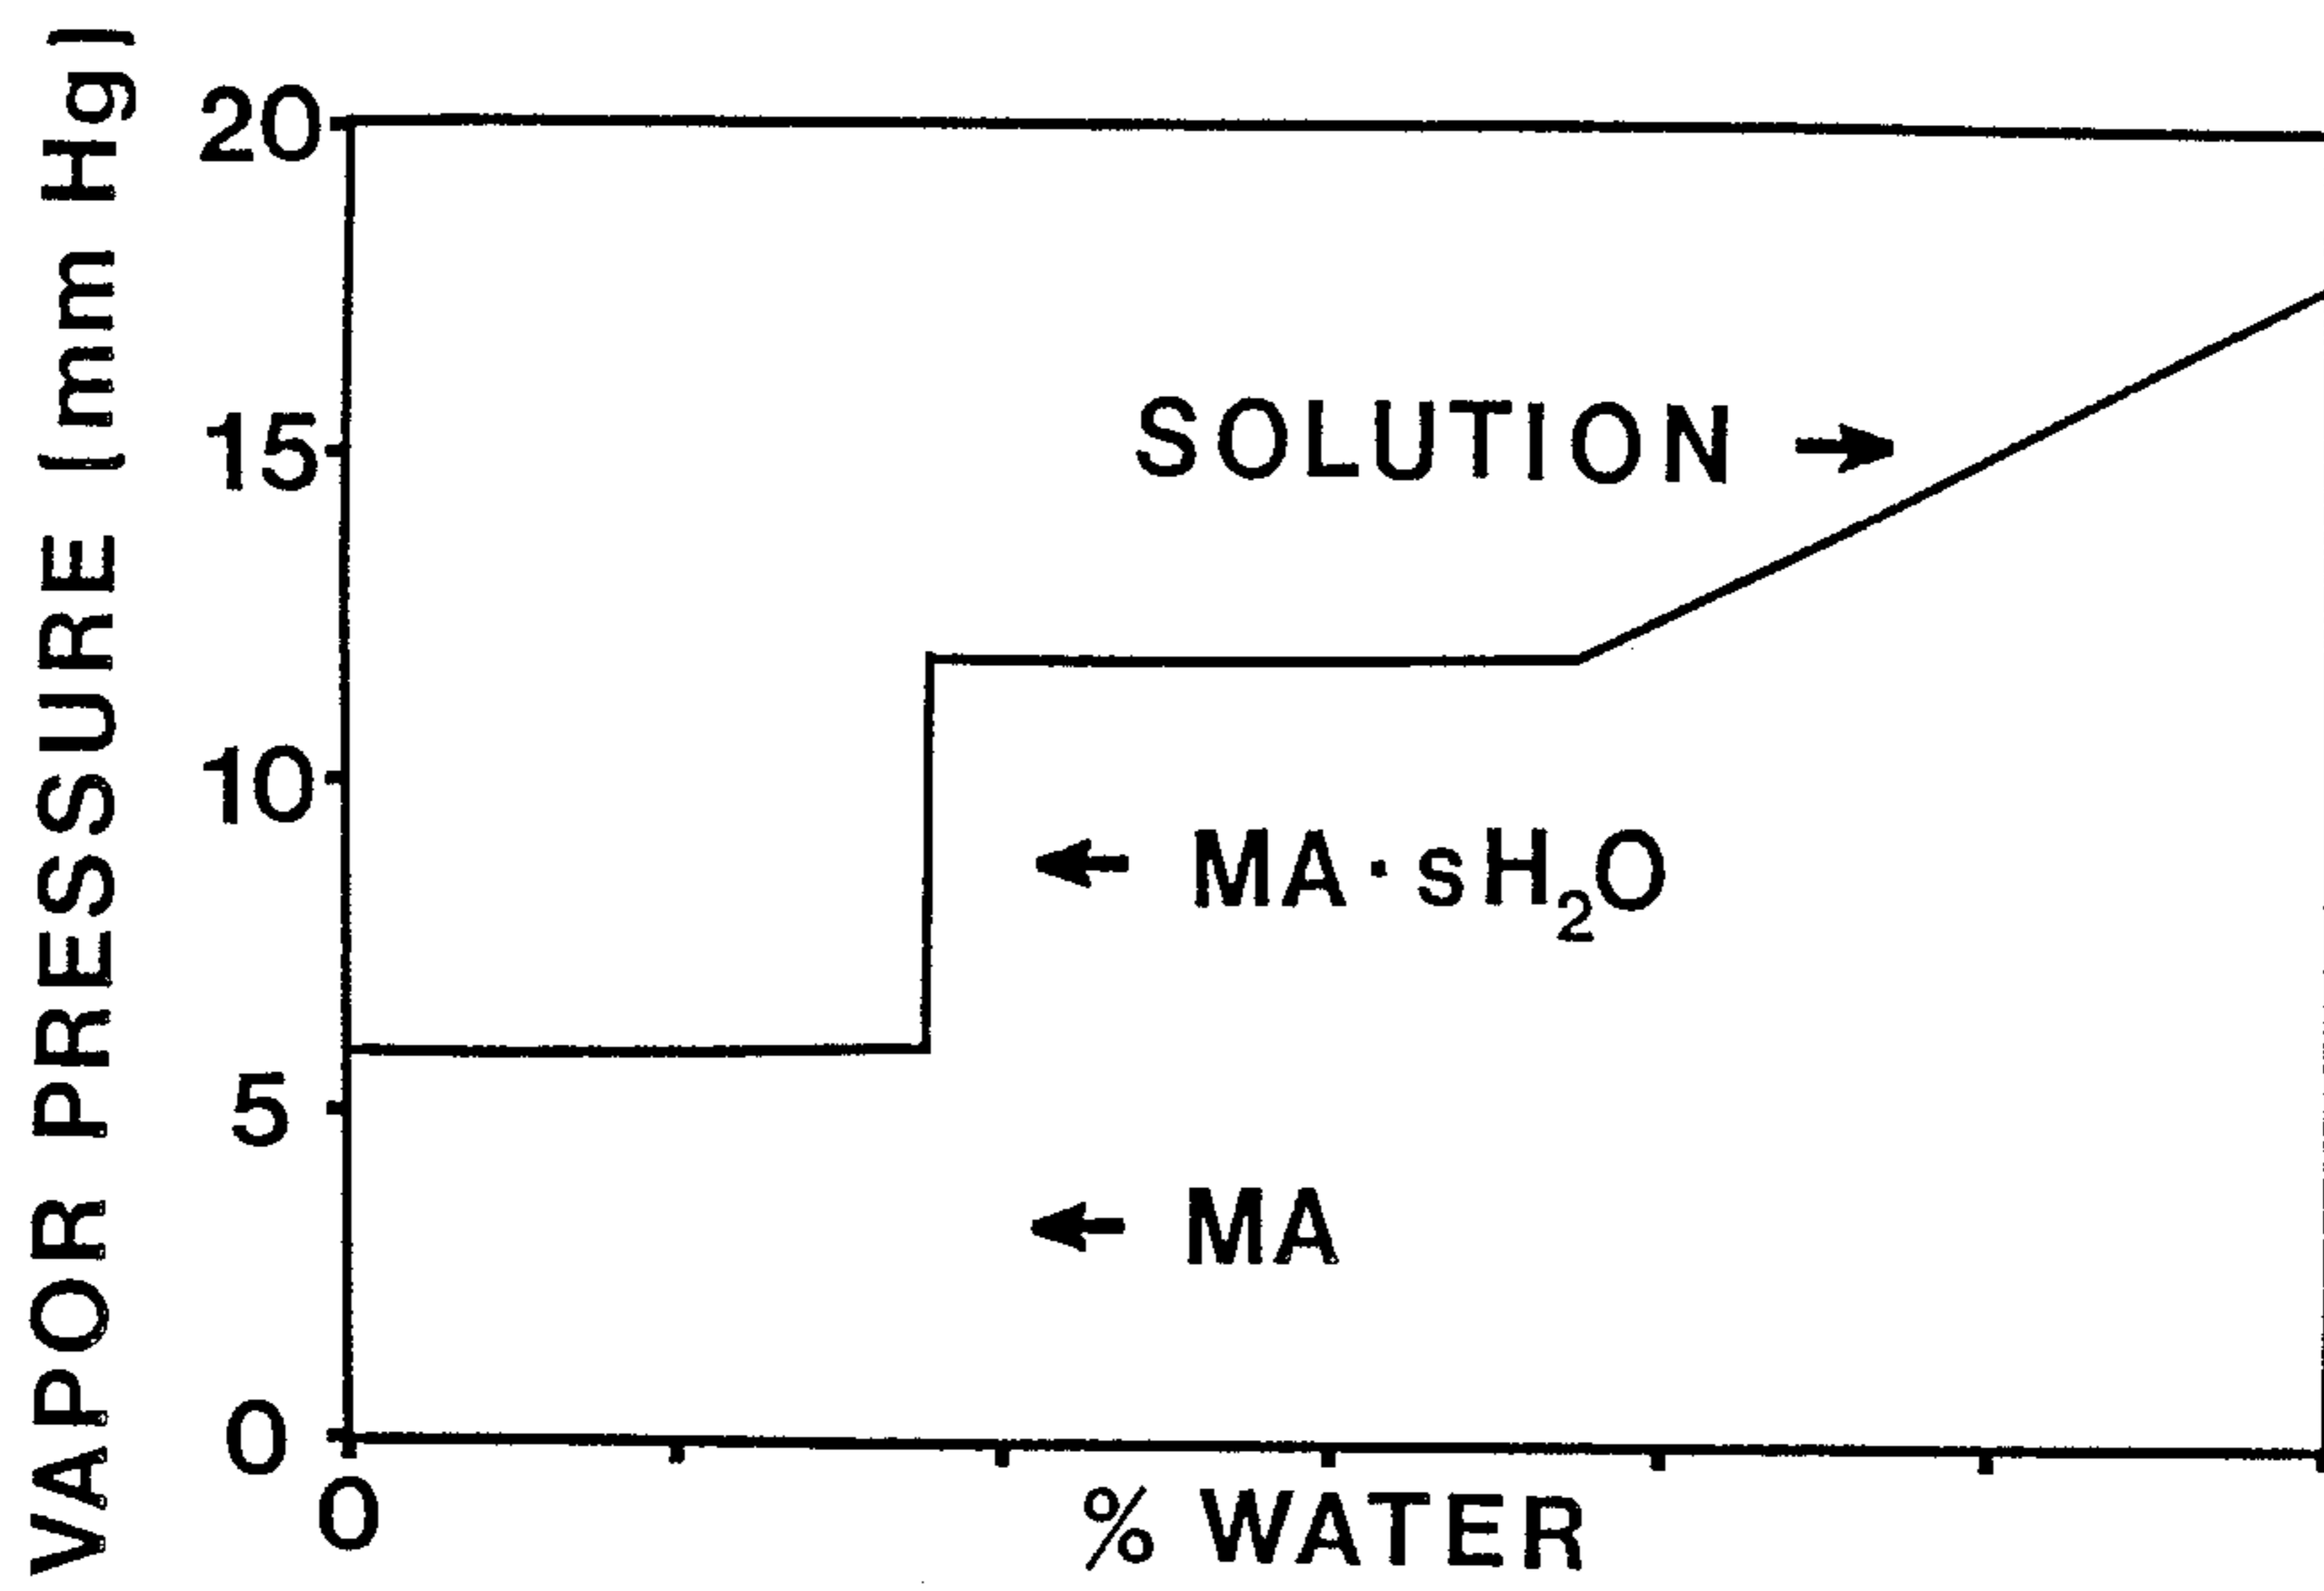 VAPOR PRESSURE (mm Hg)
20
15
10
5
0
SOLUTION →
← MA·sH₂O
← MA
0
% WATER